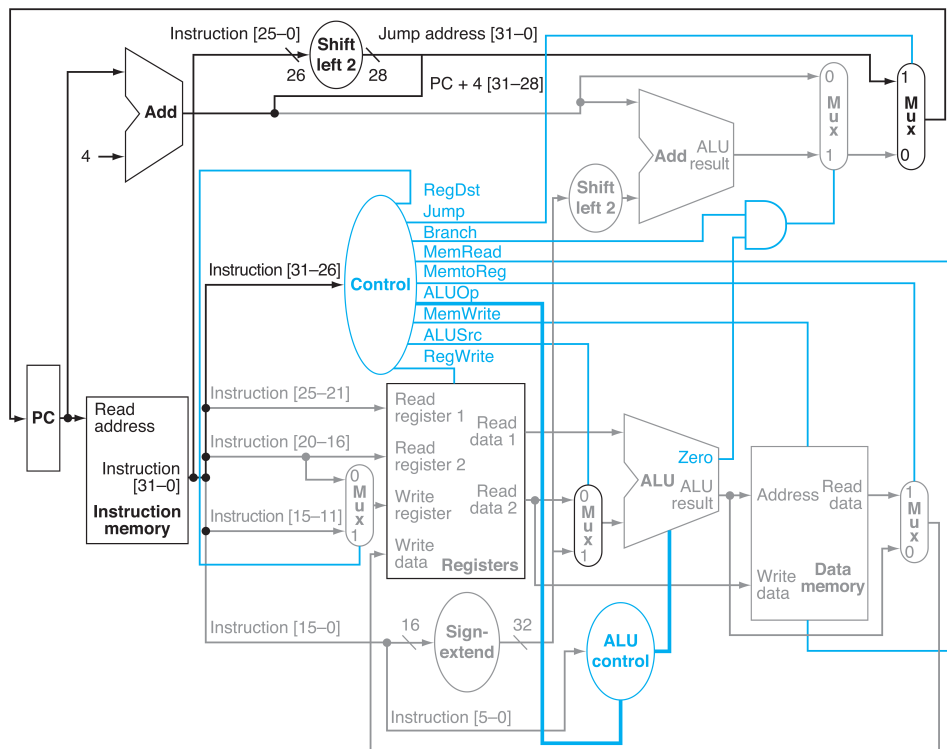 Instruction [25–0]
Shift
left 2
Jump address [31–0]
26
28
PC + 4 [31–28]
Add
4
0
M
u
x
1
1
M
u
x
0
Add
ALU
result
Shift
left 2
RegDst
Jump
Branch
MemRead
MemtoReg
ALUOp
MemWrite
ALUSrc
RegWrite
Instruction [31–26]
Control
PC
Read
address
Instruction
[31–0]
Instruction
memory
Instruction [25–21]
Instruction [20–16]
Instruction [15–11]
0
M
u
x
1
Read
register 1
Read
register 2
Write
register
Write
data
Read
data 1
Read
data 2
Registers
0
M
u
x
1
Zero
ALU
ALU
result
Address
Read
data
Write
data
Data
memory
1
M
u
x
0
Instruction [15–0]
16
Sign-
extend
32
ALU
control
Instruction [5–0]